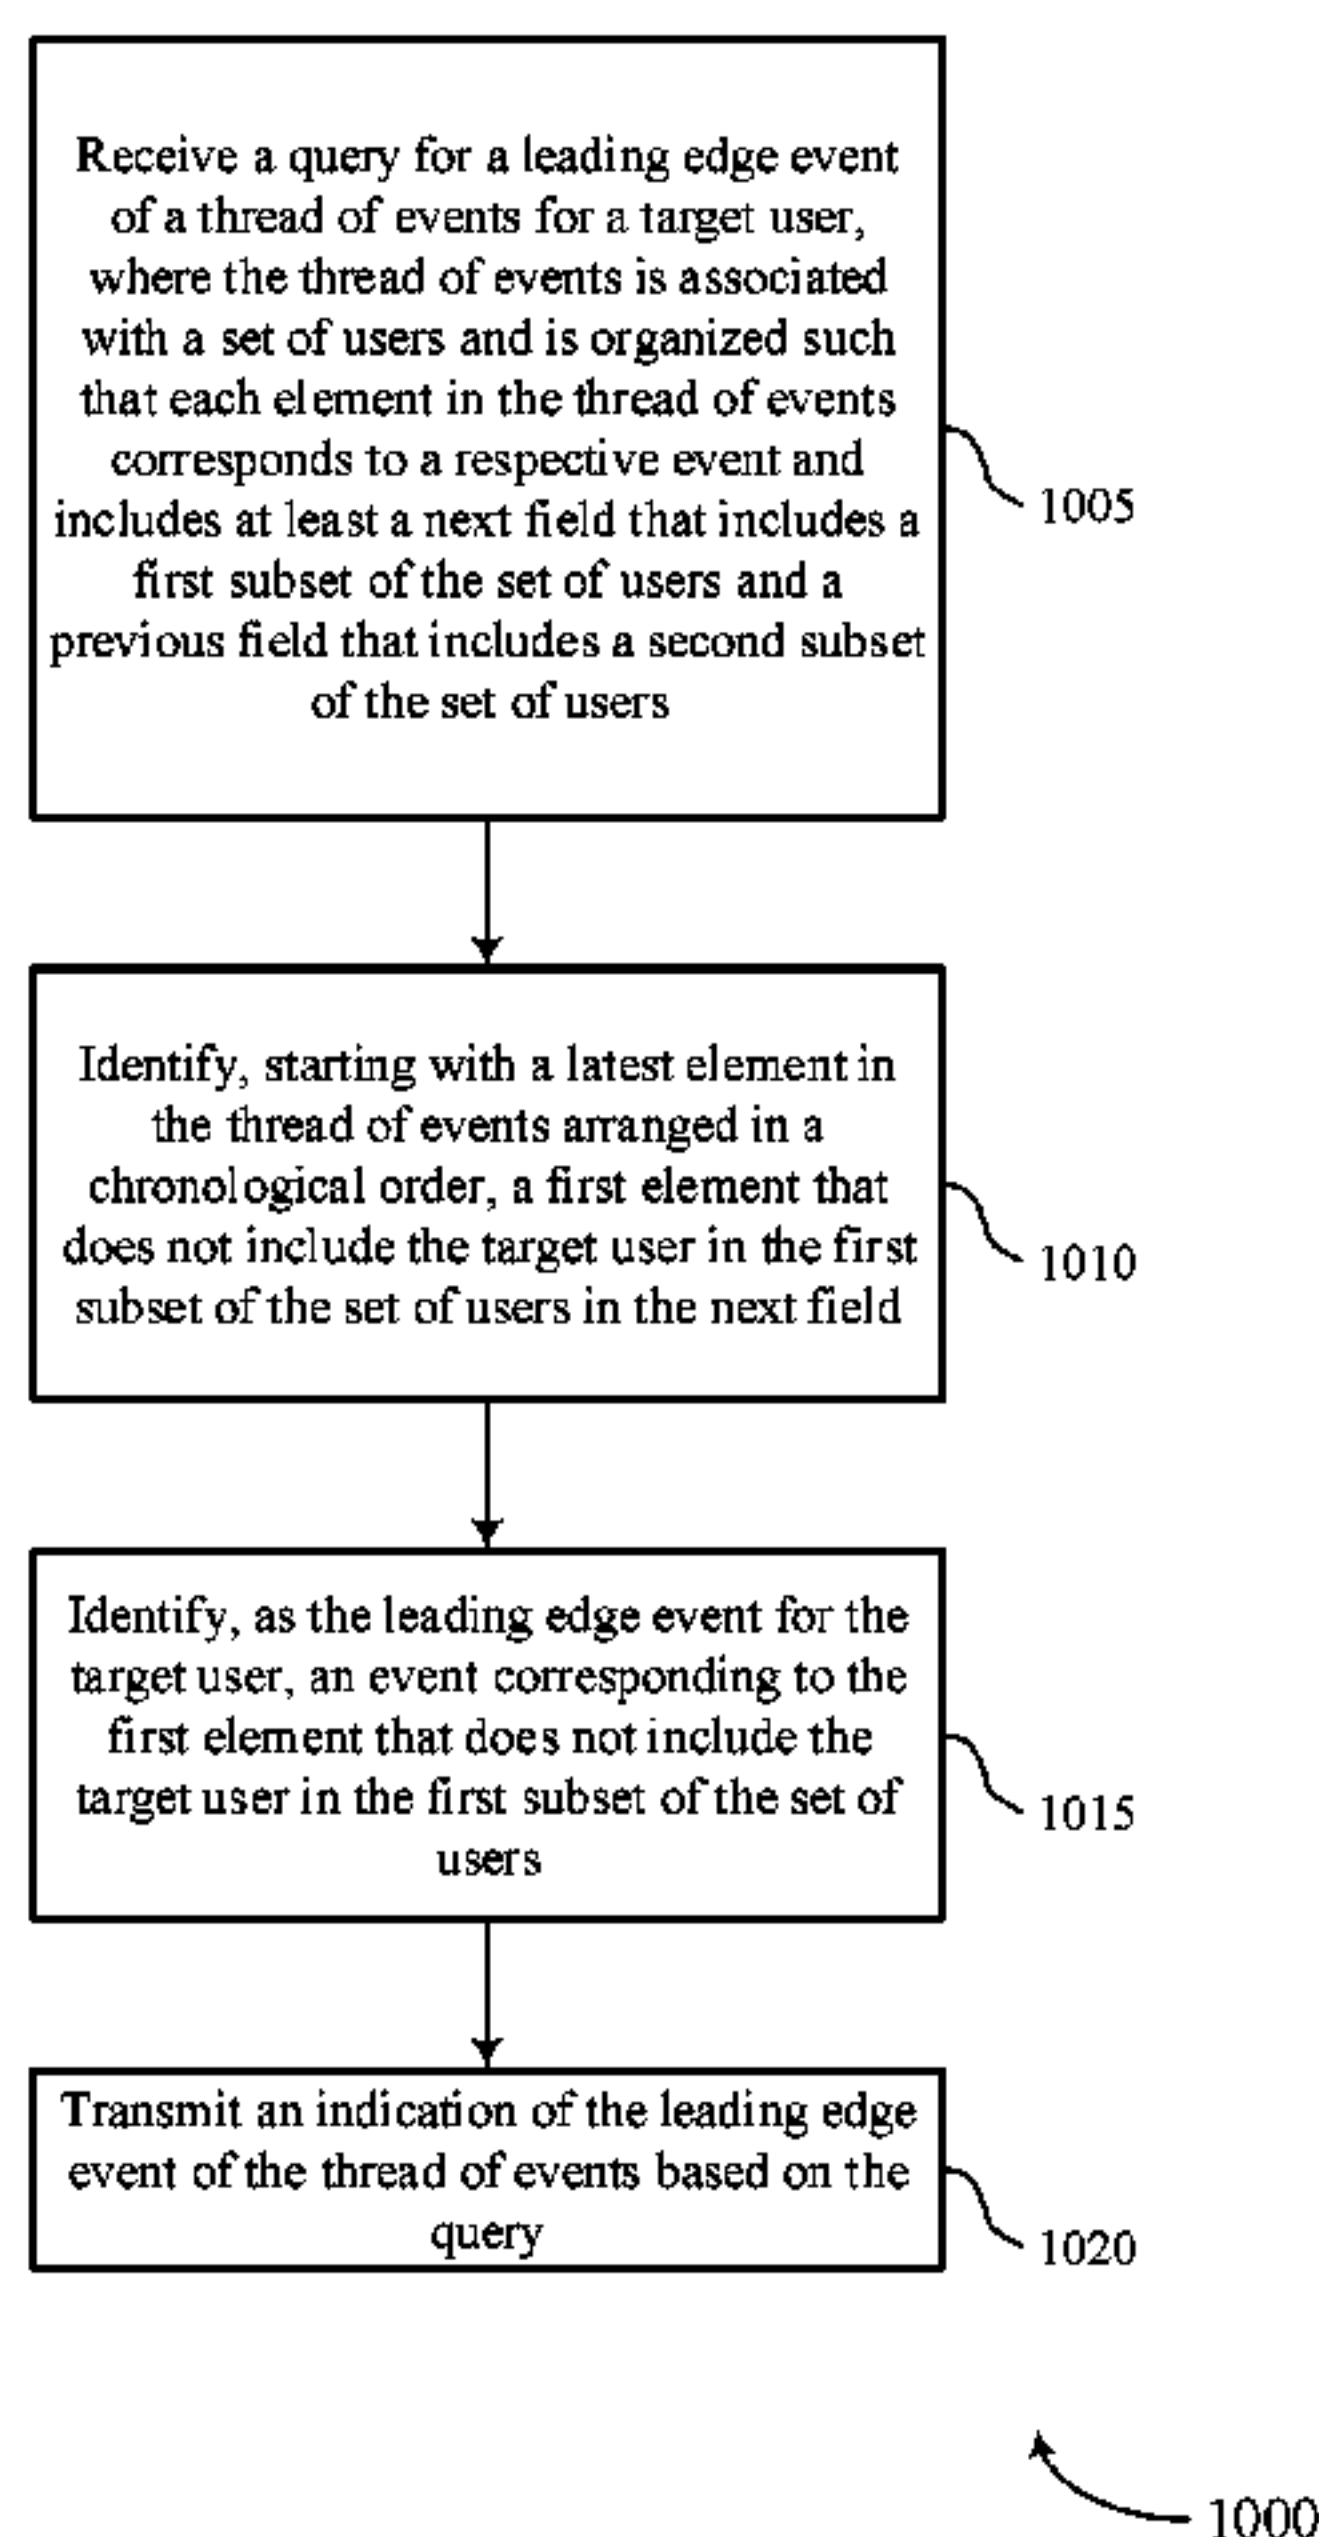 Receive a query for a leading edge event
of a thread of events for a target user,
where the thread of events is associated
with a set of users and is organized such
that each element in the thread of events
corresponds to a respective event and
includes at least a next field that includes a
first subset of the set of users and a
previous field that includes a second subset
of the set of users
1005
Identify, starting with a latest element in
the thread of events arranged in a
chronological order, a first element that
does not include the target user in the first
subset of the set of users in the next field
1010
Identify, as the leading edge event for the
target user, an event corresponding to the
first element that does not include the
target user in the first subset of the set of
users
1015
Transmit an indication of the leading edge
event of the thread of events based on the
query
1020
1000